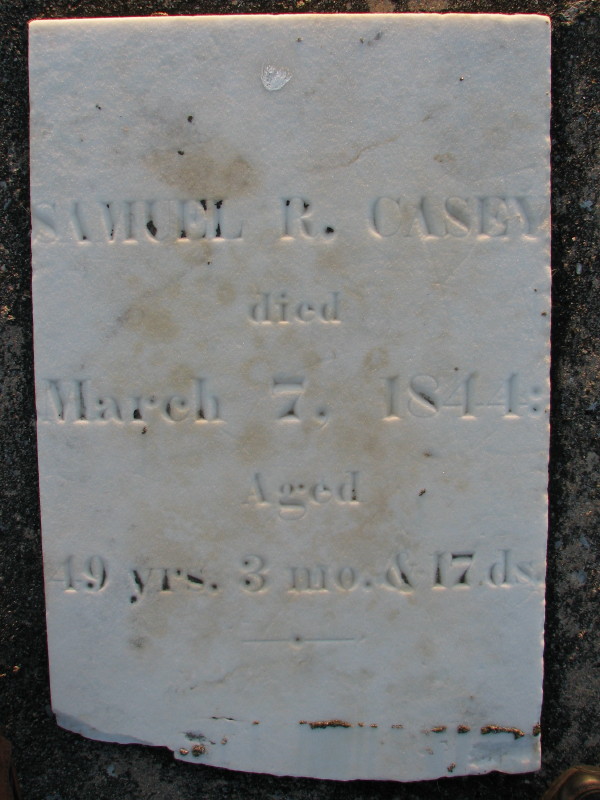 SAMUEL R. CASEY
died
March 7, 1844:
Aged
49 yrs. 3 mo. & 17 ds.